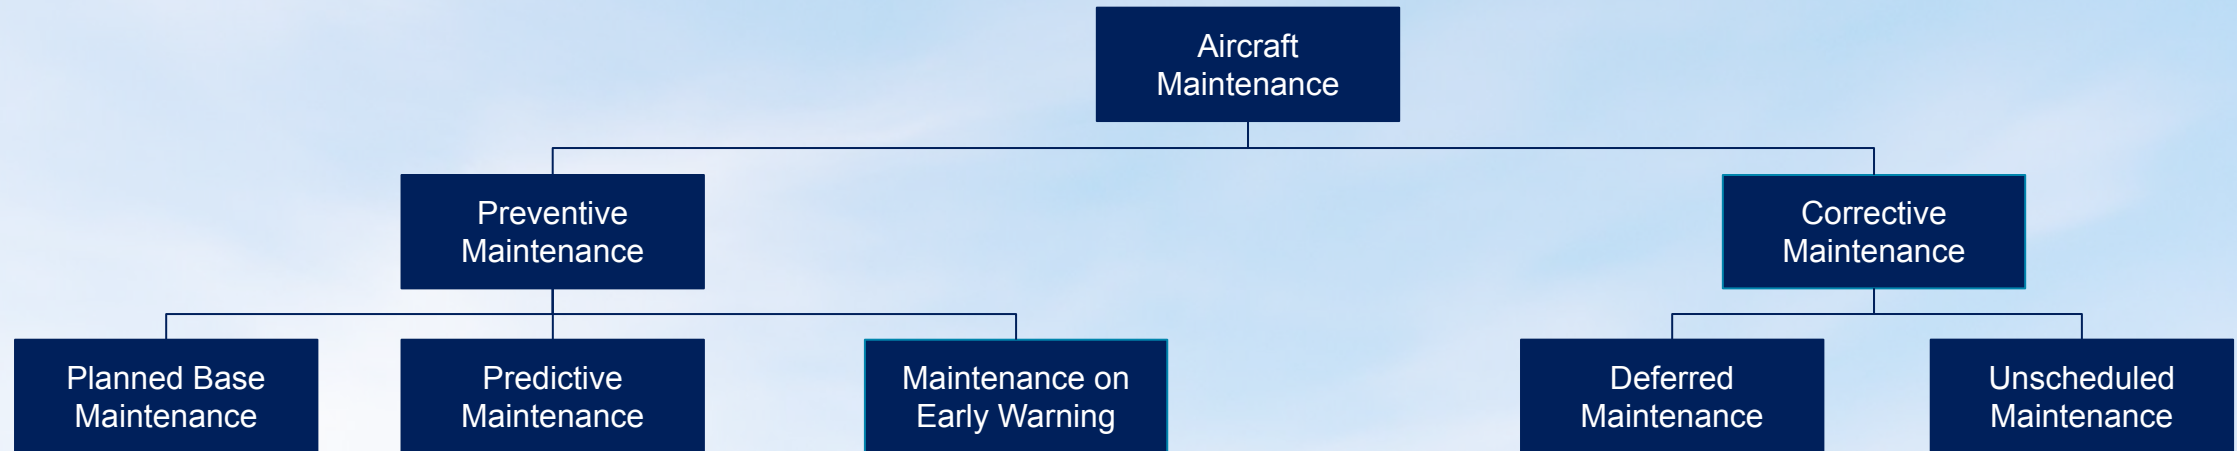 Aircraft
Maintenance
Preventive
Maintenance
Corrective
Maintenance
Planned Base
Maintenance
Predictive
Maintenance
Maintenance on
Early Warning
Deferred
Maintenance
Unscheduled
Maintenance